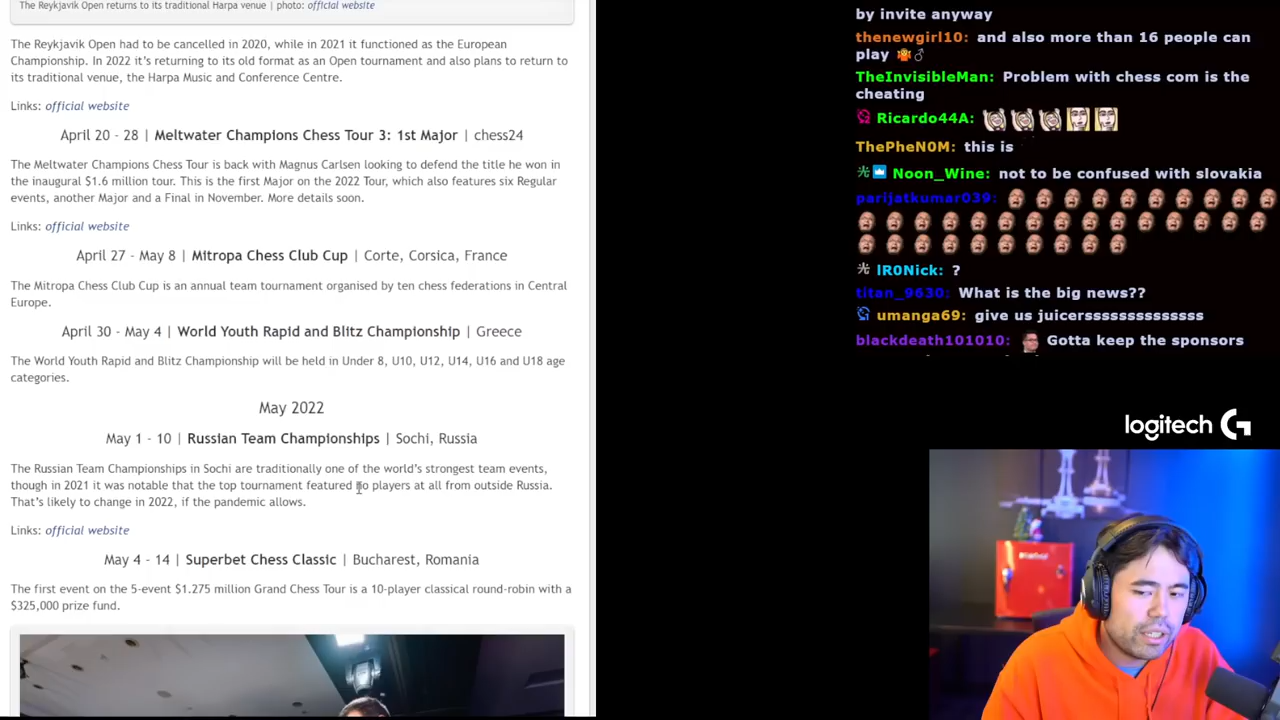 The Reykjavik Open returns to its traditional Harpa venue | photo: official website
The Reykjavik Open had to be cancelled in 2020, while in 2021 it functioned as the European
Championship. In 2022 it's returning to its old format as an Open tournament and also plans to return to
its traditional venue, the Harpa Music and Conference Centre.
Links: official website
April 20 - 28 | Meltwater Champions Chess Tour 3: 1st Major | chess24
The Meltwater Champions Chess Tour is back with Magnus Carlsen looking to defend the title he won in
the inaugural $1.6 million tour. This is the first Major on the 2022 Tour, which also features six Regular
events, another Major and a Final in November. More details soon.
Links: official website
April 27 - May 8 | Mitropa Chess Club Cup | Corte, Corsica, France
The Mitropa Chess Club Cup is an annual team tournament organised by ten chess federations in Central
Europe.
April 30 - May 4 | World Youth Rapid and Blitz Championship | Greece
The World Youth Rapid and Blitz Championship will be held in Under 8, U10, U12, U14, U16 and U18 age
categories.
May 2022
May 1 - 10 | Russian Team Championships | Sochi, Russia
The Russian Team Championships in Sochi are traditionally one of the world's strongest team events,
though in 2021 it was notable that the top tournament featured no players at all from outside Russia.
That's likely to change in 2022, if the pandemic allows.
Links: official website
May 4 - 14 | Superbet Chess Classic | Bucharest, Romania
The first event on the 5-event $1.275 million Grand Chess Tour is a 10-player classical round-robin with a
$325,000 prize fund.
by invite anyway
thenewgirl10: and also more than 16 people can
play
TheInvisibleMan: Problem with chess com is the
cheating
Ricardo44A:
ThePheN0M: this is
Noon_Wine: not to be confused with slovakia
parijatkumar039:
lR0Nick: ?
titan_9630: What is the big news??
umanga69: give us juicersssssssssssss
blackdeath101010: Gotta keep the sponsors
logitech G